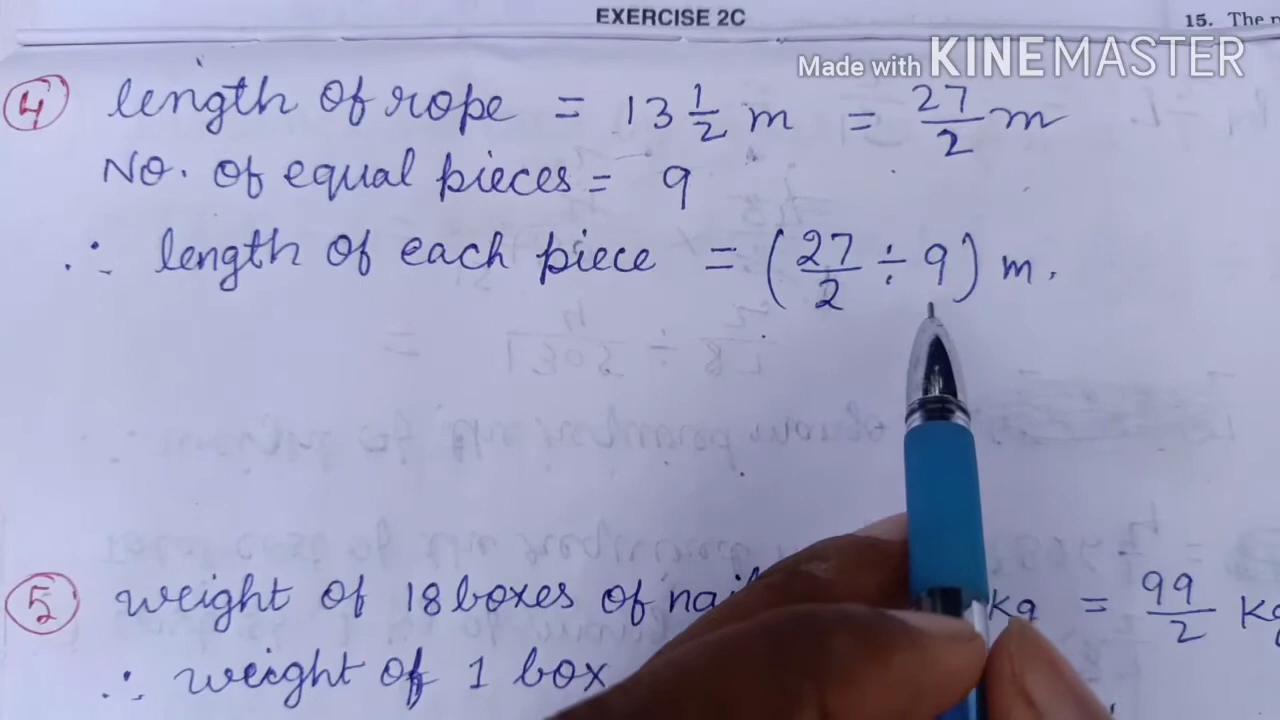 EXERCISE 2C
15. The
Made with KINEMASTER
4 length of rope = 13 1/2 m = 27/2 m
No. of equal pieces = 9
∴ length of each piece = (27/2 ÷ 9) m.
5 weight of 18 boxes of kg = 99/2 kg
∴ weight of 1 box